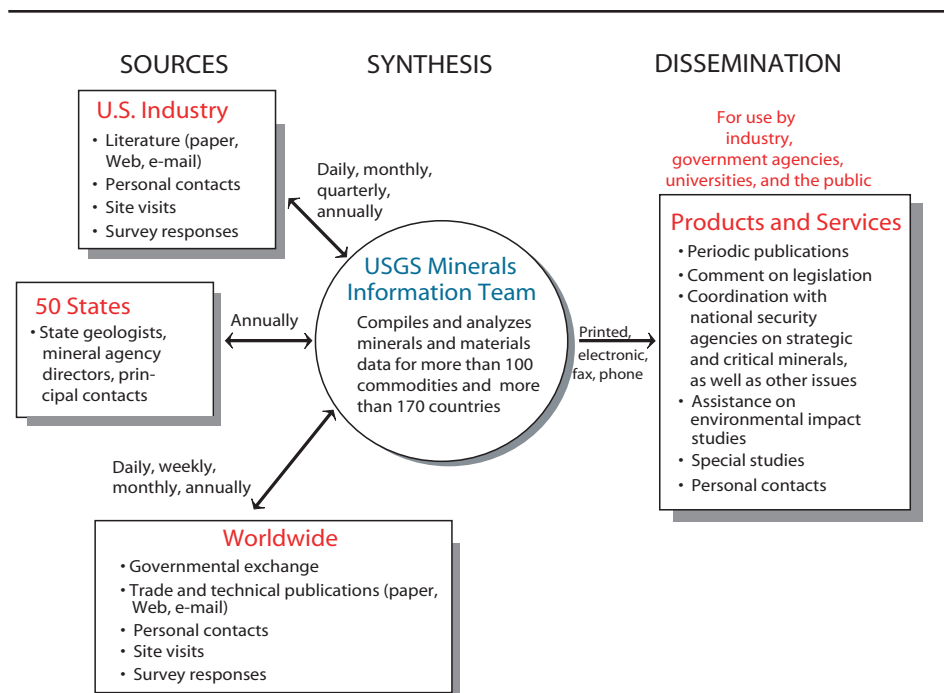 SOURCES
SYNTHESIS
DISSEMINATION
U.S. Industry
• Literature (paper,
Web, e-mail)
• Personal contacts
• Site visits
• Survey responses
Daily, monthly,
quarterly,
annually
50 States
• State geologists,
mineral agency
directors, prin-
cipal contacts
Annually
Daily, weekly,
monthly, annually
Worldwide
• Governmental exchange
• Trade and technical publications (paper,
Web, e-mail)
• Personal contacts
• Site visits
• Survey responses
USGS Minerals
Information Team
Compiles and analyzes
minerals and materials
data for more than 100
commodities and more
than 170 countries
Printed,
electronic,
fax, phone
For use by
industry,
government agencies,
universities, and the public
Products and Services
• Periodic publications
• Comment on legislation
• Coordination with
national security
agencies on strategic
and critical minerals,
as well as other issues
• Assistance on
environmental impact
studies
• Special studies
• Personal contacts